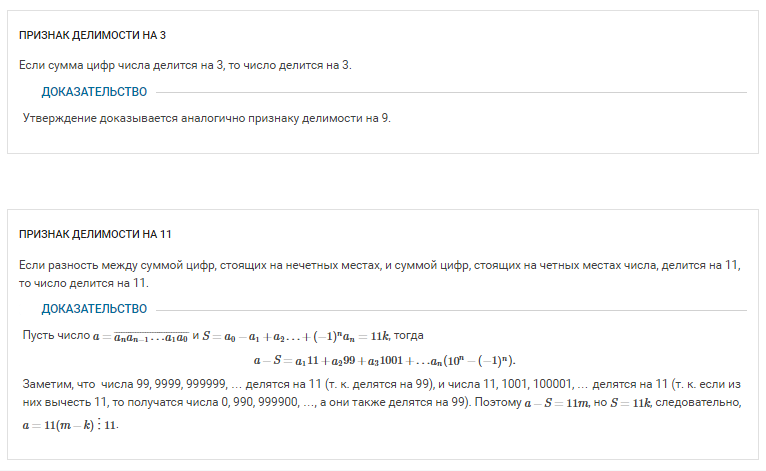 ПРИЗНАК ДЕЛИМОСТИ НА 3
Если сумма цифр числа делится на 3, то число делится на 3.
ДОКАЗАТЕЛЬСТВО
Утверждение доказывается аналогично признаку делимости на 9.
ПРИЗНАК ДЕЛИМОСТИ НА 11
Если разность между суммой цифр, стоящих на нечетных местах, и суммой цифр, стоящих на четных местах числа, делится на 11,
то число делится на 11.
ДОКАЗАТЕЛЬСТВО
Пусть число $a = \overline{a_n a_{n-1} \ldots a_1 a_0}$ и $S = a_0 - a_1 + a_2 \ldots + (-1)^n a_n = 11k$, тогда
$a - S = a_1 11 + a_2 99 + a_3 1001 + \ldots a_n (10^n - (-1)^n).$
Заметим, что числа 99, 9999, 999999, ... делятся на 11 (т. к. делятся на 99), и числа 11, 1001, 100001, ... делятся на 11 (т. к. если из
них вычесть 11, то получатся числа 0, 990, 999900, ..., а они также делятся на 99). Поэтому $a - S = 11m$, но $S = 11k$, следовательно,
$a = 11(m - k) \vdots 11$.